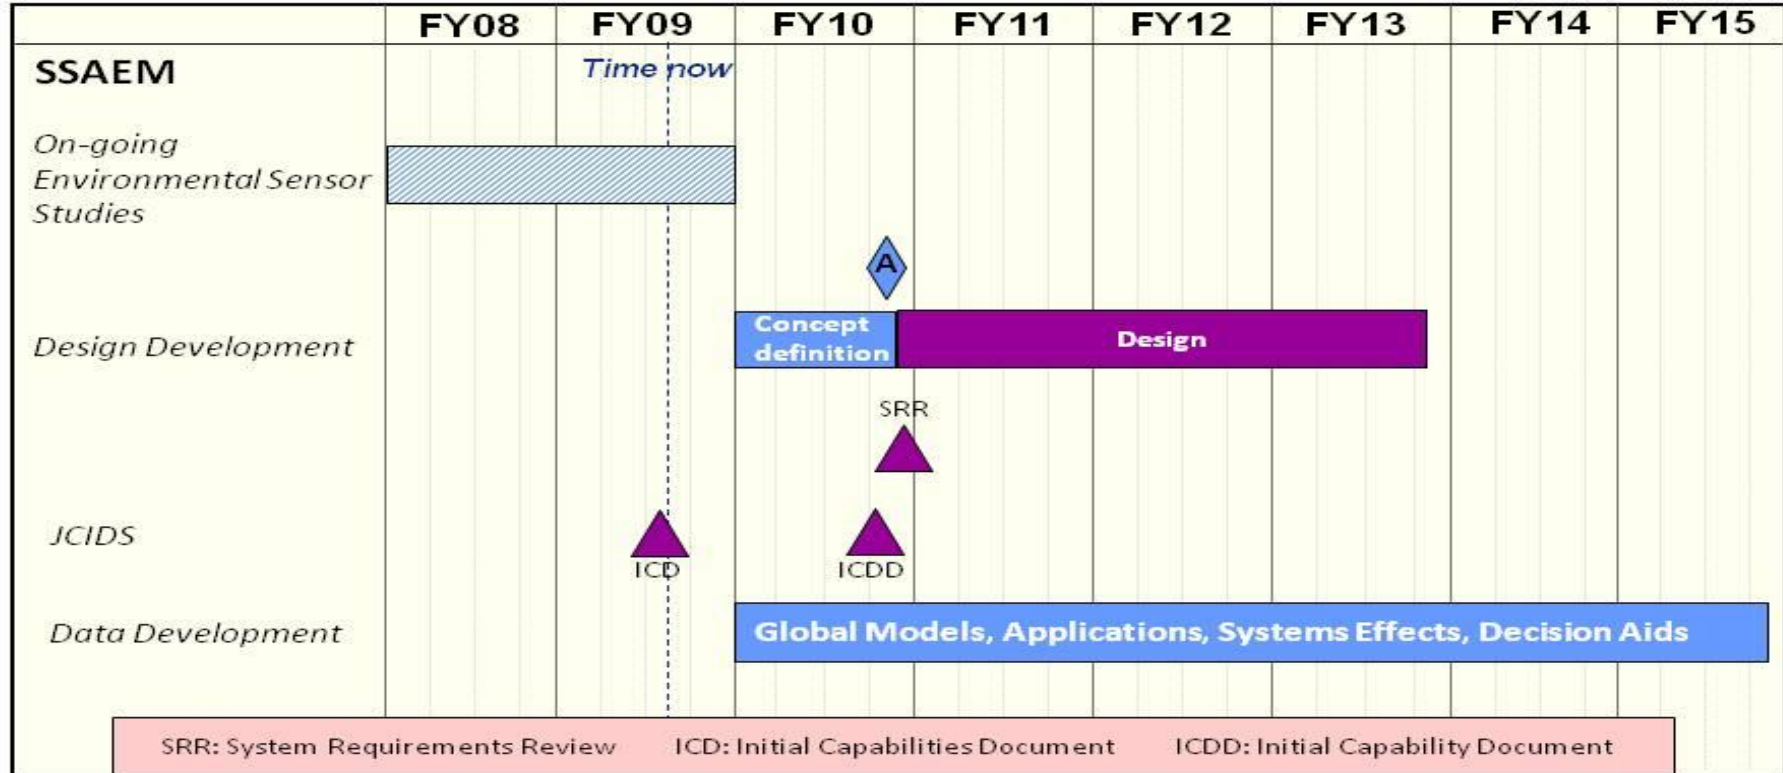 FY08 FY09 FY10 FY11 FY12 FY13 FY14 FY15
SSAEM
Time now
On-going
Environmental Sensor
Studies
A
Design Development
Concept
definition
Design
SRR
JCIDS
ICD
ICDD
Data Development
Global Models, Applications, Systems Effects, Decision Aids
SRR: System Requirements Review ICD: Initial Capabilities Document ICDD: Initial Capability Document